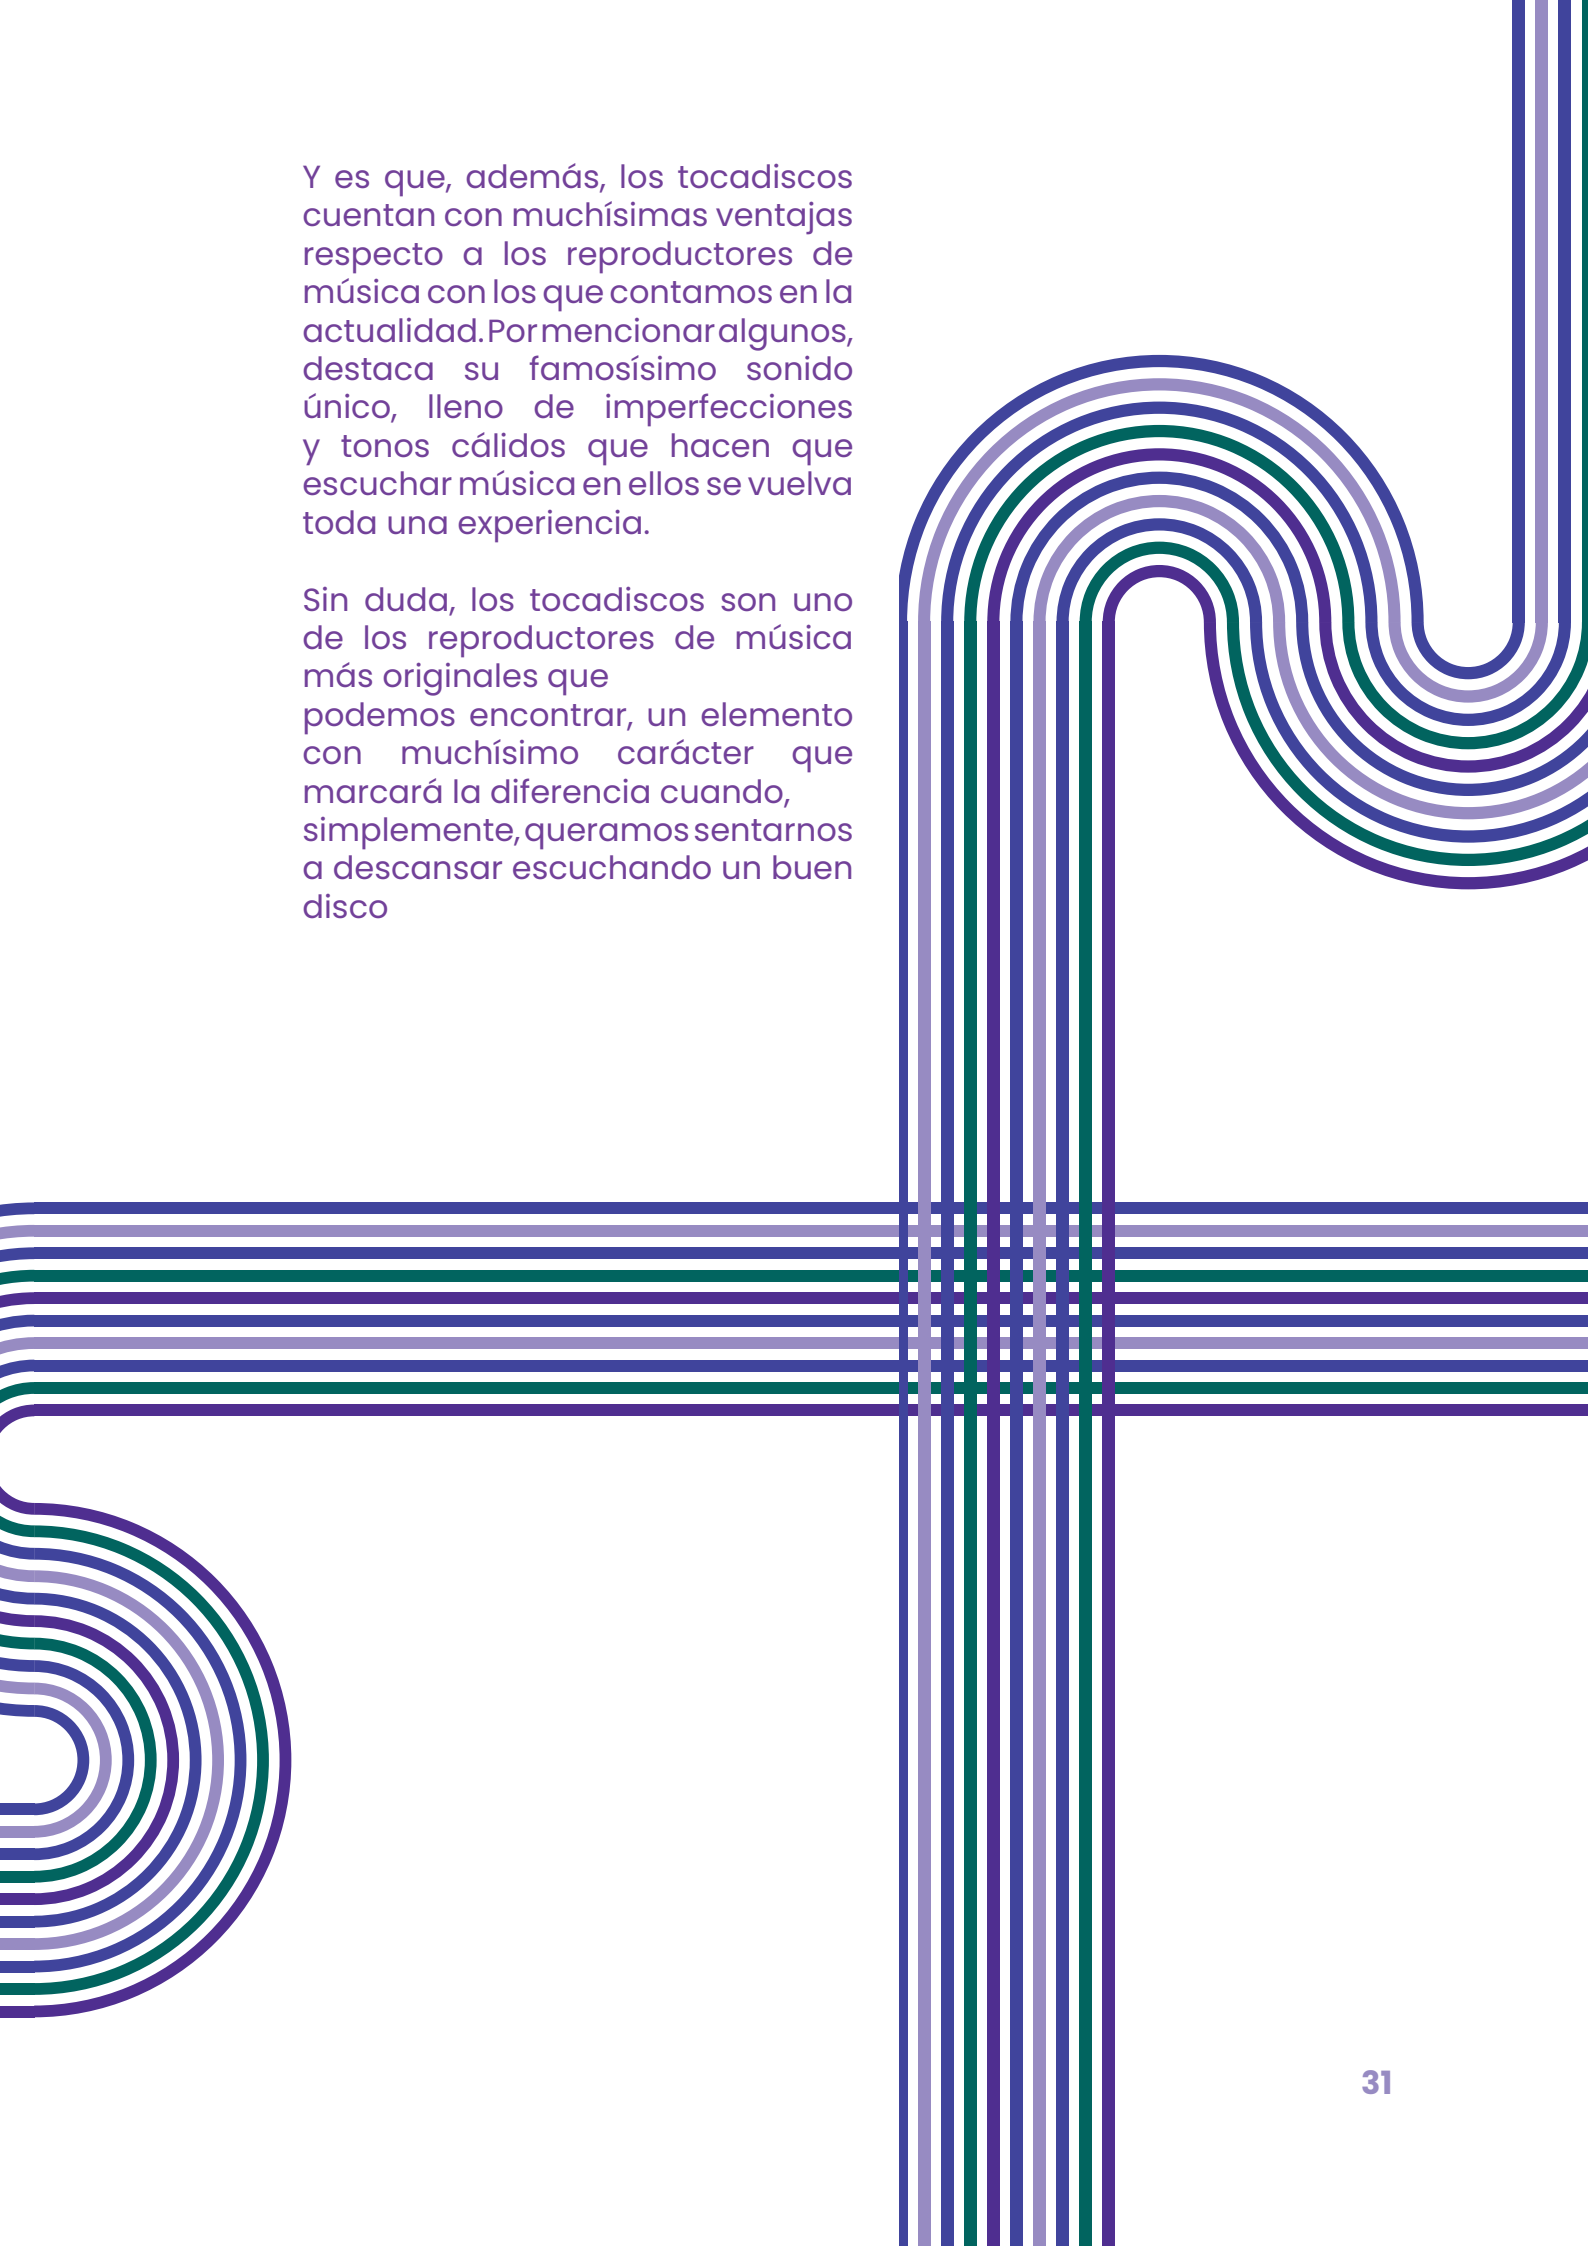 Y es que, además, los tocadiscos
cuentan con muchísimas ventajas
respecto a los reproductores de
música con los que contamos en la
actualidad. Por mencionar algunos,
destaca su famosísimo sonido
único, lleno de imperfecciones
y tonos cálidos que hacen que
escuchar música en ellos se vuelva
toda una experiencia.
Sin duda, los tocadiscos son uno
de los reproductores de música
más originales que
podemos encontrar, un elemento
con muchísimo carácter que
marcará la diferencia cuando,
simplemente, queramos sentarnos
a descansar escuchando un buen
disco
31